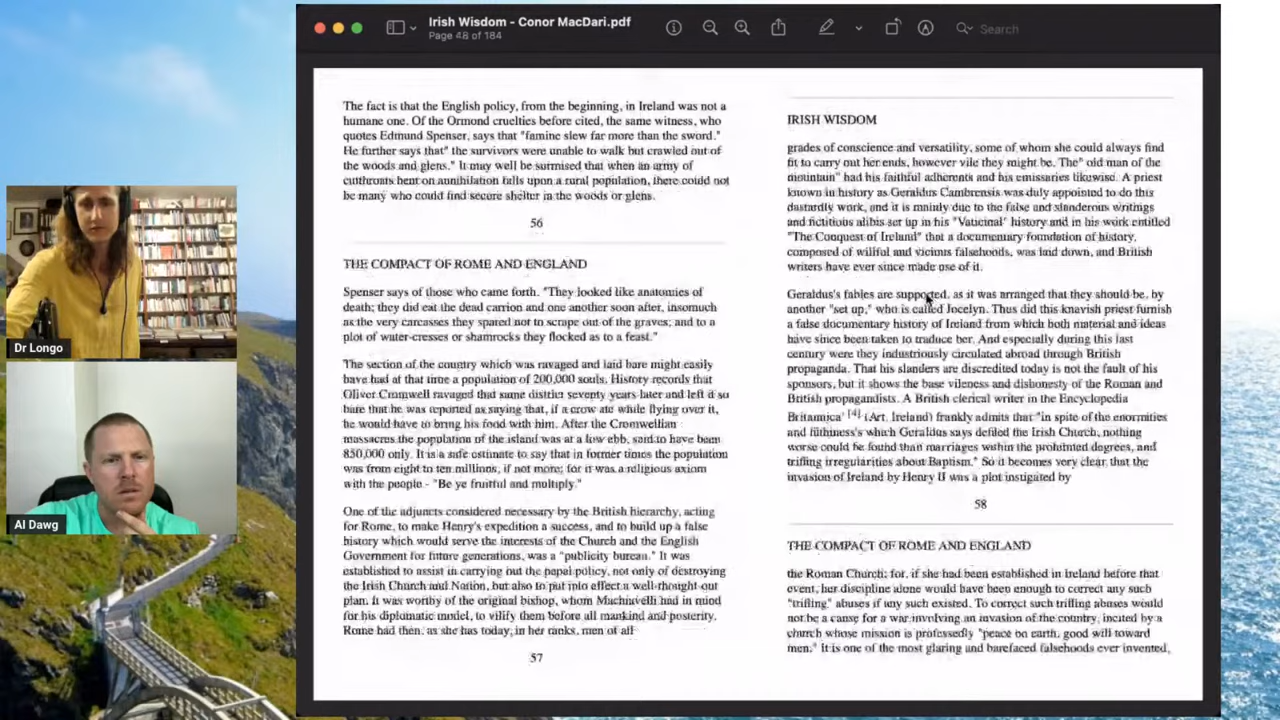 Irish Wisdom - Conor MacDari.pdf
Page 48 of 184
Search
The fact is that the English policy, from the beginning, in Ireland was not a
humane one. Of the Ormond cruelties before cited, the same witness, who
quotes Edmund Spenser, says that "famine slew far more than the sword."
He further says that" the survivors were unable to walk but crawled out of
the woods and glens." It may well be surmised that when an army of
cutthroats bent on annihilation falls upon a rural population, there could not
be many who could find secure shelter in the woods or glens.
56
THE COMPACT OF ROME AND ENGLAND
Spenser says of those who came forth. "They looked like anatomies of
death; they did eat the dead carrion and one another soon after, insomuch
as the very carcasses they spared not to scrape out of the graves; and to a
plot of water-cresses or shamrocks they flocked as to a feast."
The section of the country which was ravaged and laid bare might easily
have had at that time a population of 200,000 souls. History records that
Oliver Cromwell ravaged that same district seventy years later and left it so
bare that he was reported as saying that, if a crow ate while flying over it,
he would have to bring his food with him. After the Cromwellian
massacres the population of the island was at a low ebb, said to have been
850,000 only. It is a safe estimate to say that in former times the population
was from eight to ten millions, if not more; for it was a religious axiom
with the people - "Be ye fruitful and multiply."
One of the adjuncts considered necessary by the British hierarchy, acting
for Rome, to make Henry's expedition a success, and to build up a false
history which would serve the interests of the Church and the English
Government for future generations, was a "publicity bureau." It was
established to assist in carrying out the papal policy, not only of destroying
the Irish Church and Nation, but also to put into effect a well-thought-out
plan. It was worthy of the original bishop, whom Machiavelli had in mind
for his diplomatic model, to vilify them before all mankind and posterity.
Rome had then, as she has today, in her ranks, men of all
57
IRISH WISDOM
grades of conscience and versatility, some of whom she could always find
fit to carry out her ends, however vile they might be. The" old man of the
mountain" had his faithful adherents and his emissaries likewise. A priest
known in history as Geraldus Cambrensis was duly appointed to do this
dastardly work, and it is mainly due to the false and slanderous writings
and fictitious alibis set up in his "Vaticinal' history and in his work entitled
"The Conquest of Ireland" that a documentary foundation of history,
composed of willful and vicious falsehoods, was laid down, and British
writers have ever since made use of it.
Geraldus's fables are supported, as it was arranged that they should be, by
another "set up," who is called Jocelyn. Thus did this knavish priest furnish
a false documentary history of Ireland from which both material and ideas
have since been taken to traduce her. And especially during this last
century were they industriously circulated abroad through British
propaganda. That his slanders are discredited today is not the fault of his
sponsors, but it shows the base vileness and dishonesty of the Roman and
British propagandists. A British clerical writer in the Encyclopedia
Britannica' [4] (Art. Ireland) frankly admits that "in spite of the enormities
and filthiness's which Geraldus says defiled the Irish Church, nothing
worse could be found than marriages within the prohibited degrees, and
trifling irregularities about Baptism." So it becomes very clear that the
invasion of Ireland by Henry II was a plot instigated by
58
THE COMPACT OF ROME AND ENGLAND
the Roman Church; for, if she had been established in Ireland before that
event, her discipline alone would have been enough to correct any such
"trifling" abuses if any such existed. To correct such trifling abuses would
not be a cause for a war involving an invasion of the country, incited by a
church whose mission is professedly "peace on earth, good will toward
men." It is one of the most glaring and barefaced falsehoods ever invented,
Dr Longo
Al Dawg